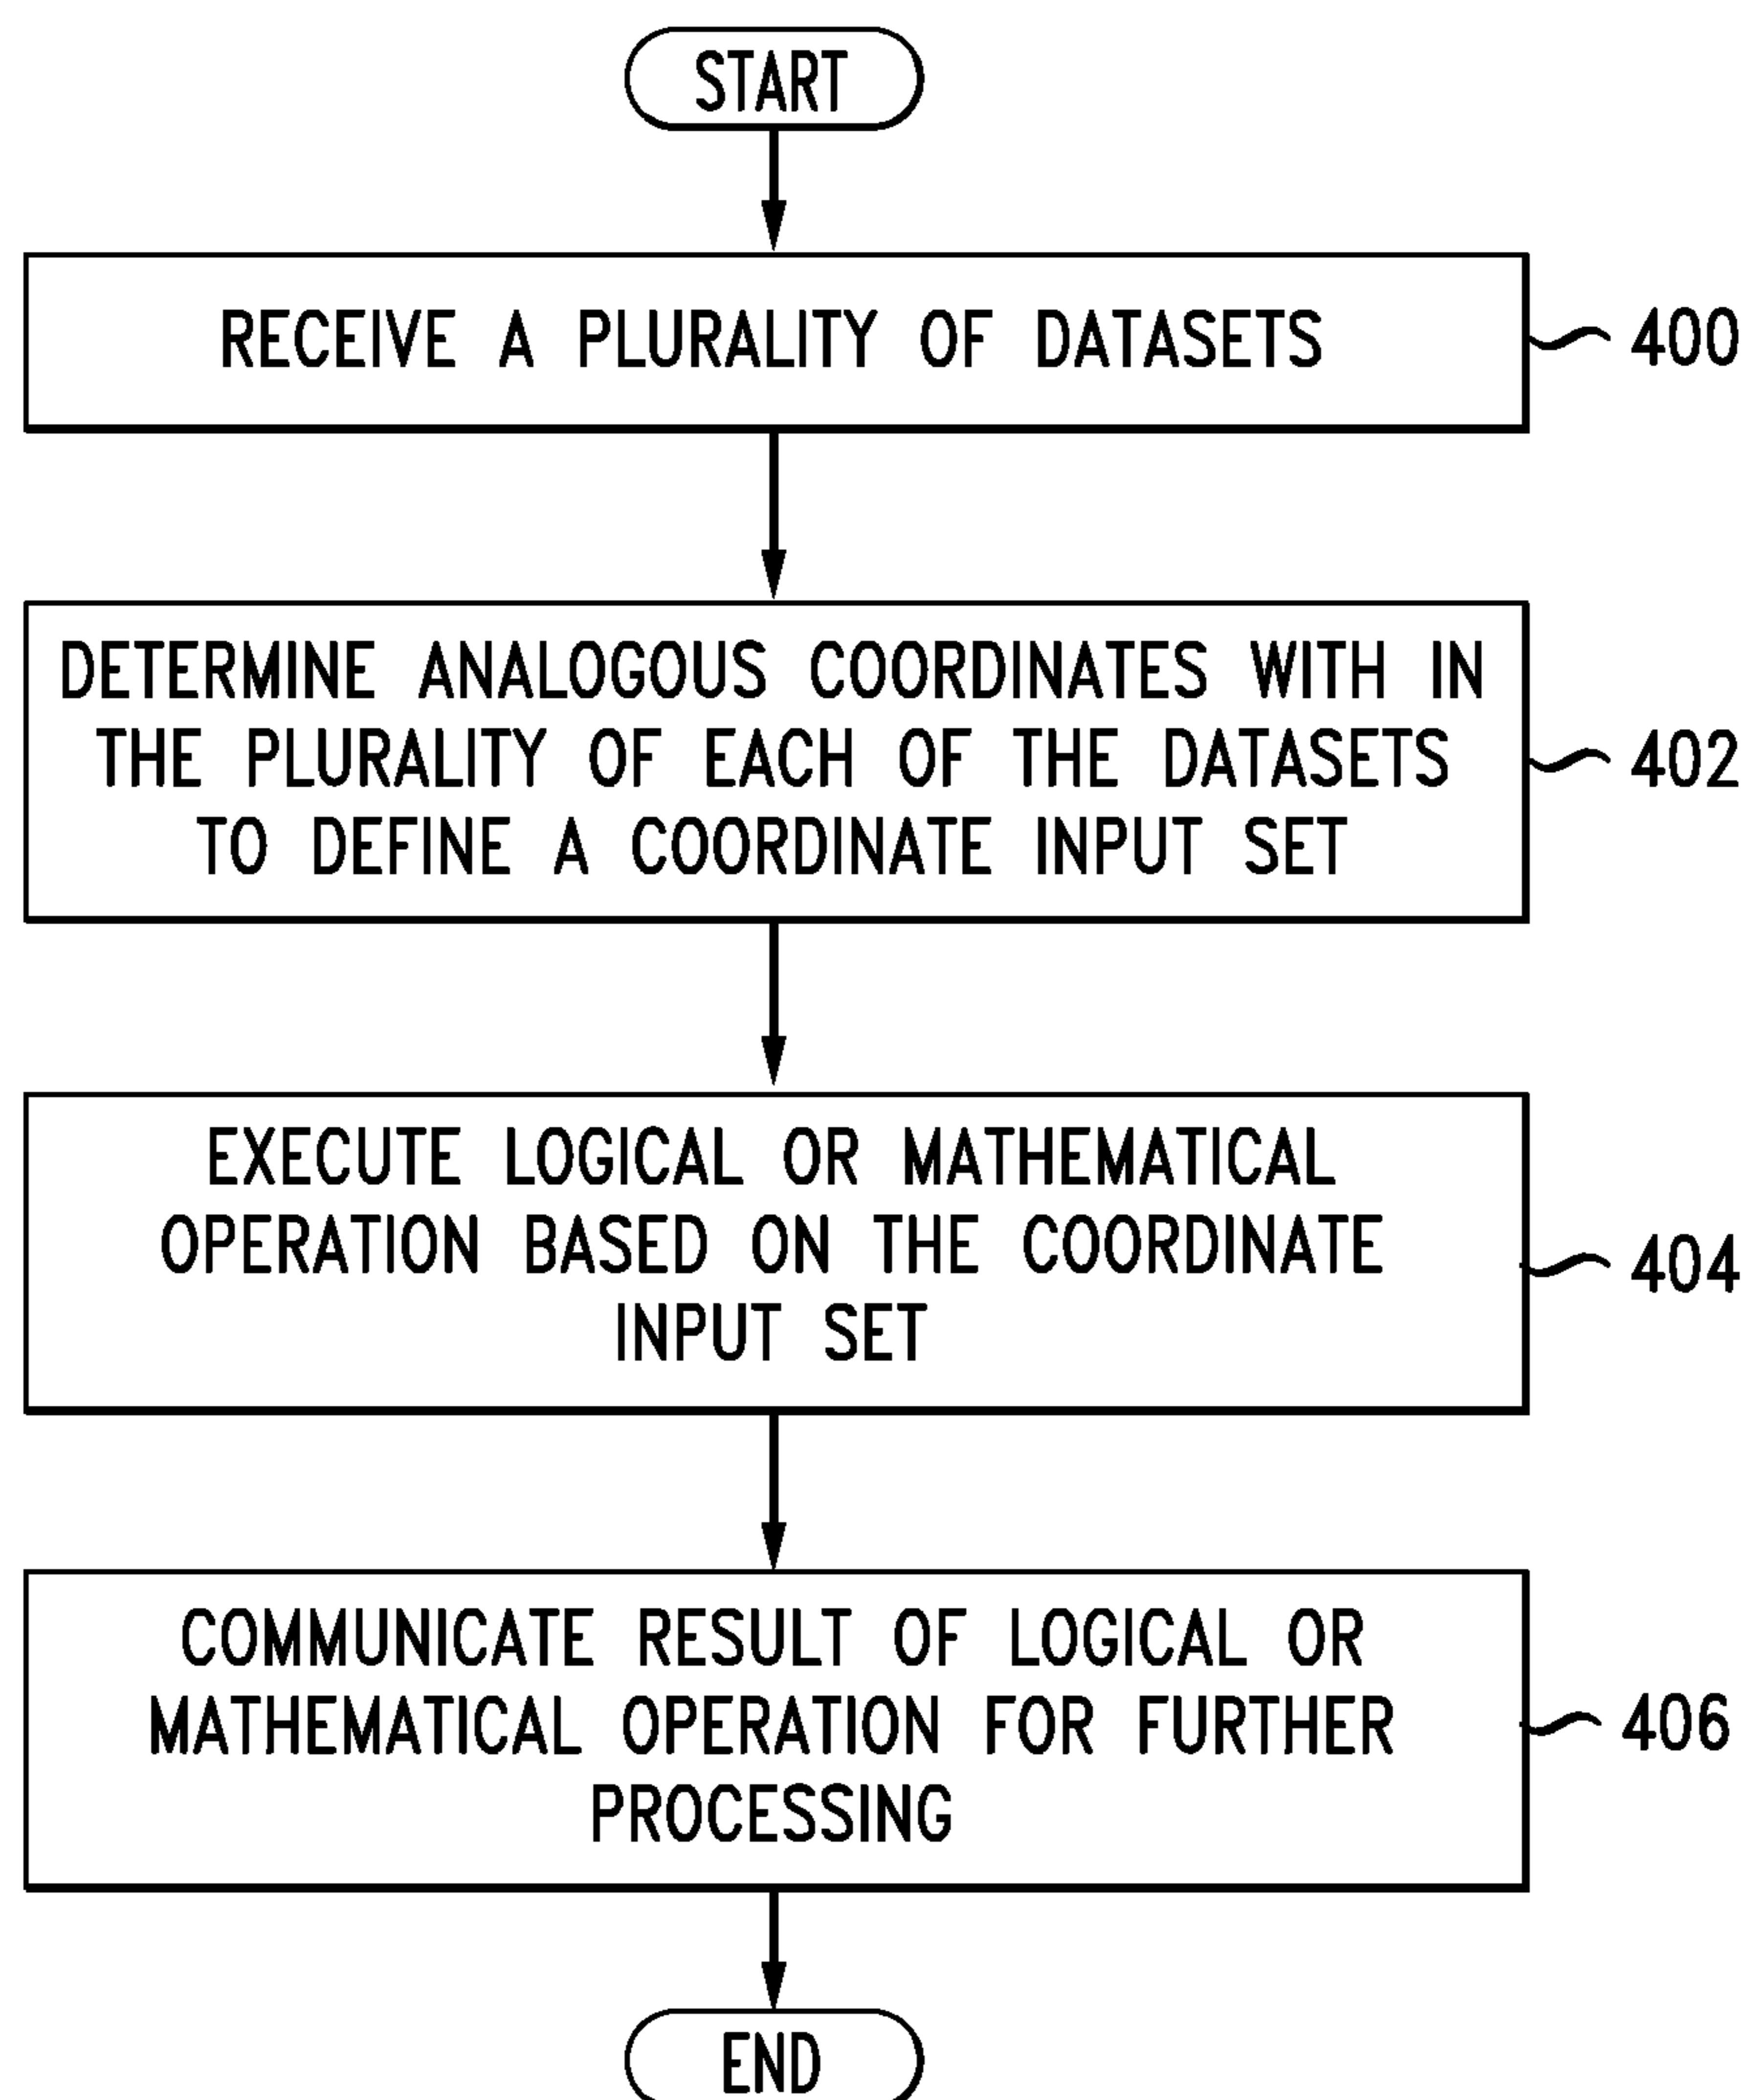 START
RECEIVE A PLURALITY OF DATASETS
400
DETERMINE ANALOGOUS COORDINATES WITH IN
THE PLURALITY OF EACH OF THE DATASETS
TO DEFINE A COORDINATE INPUT SET
402
EXECUTE LOGICAL OR MATHEMATICAL
OPERATION BASED ON THE COORDINATE
INPUT SET
404
COMMUNICATE RESULT OF LOGICAL OR
MATHEMATICAL OPERATION FOR FURTHER
PROCESSING
406
END